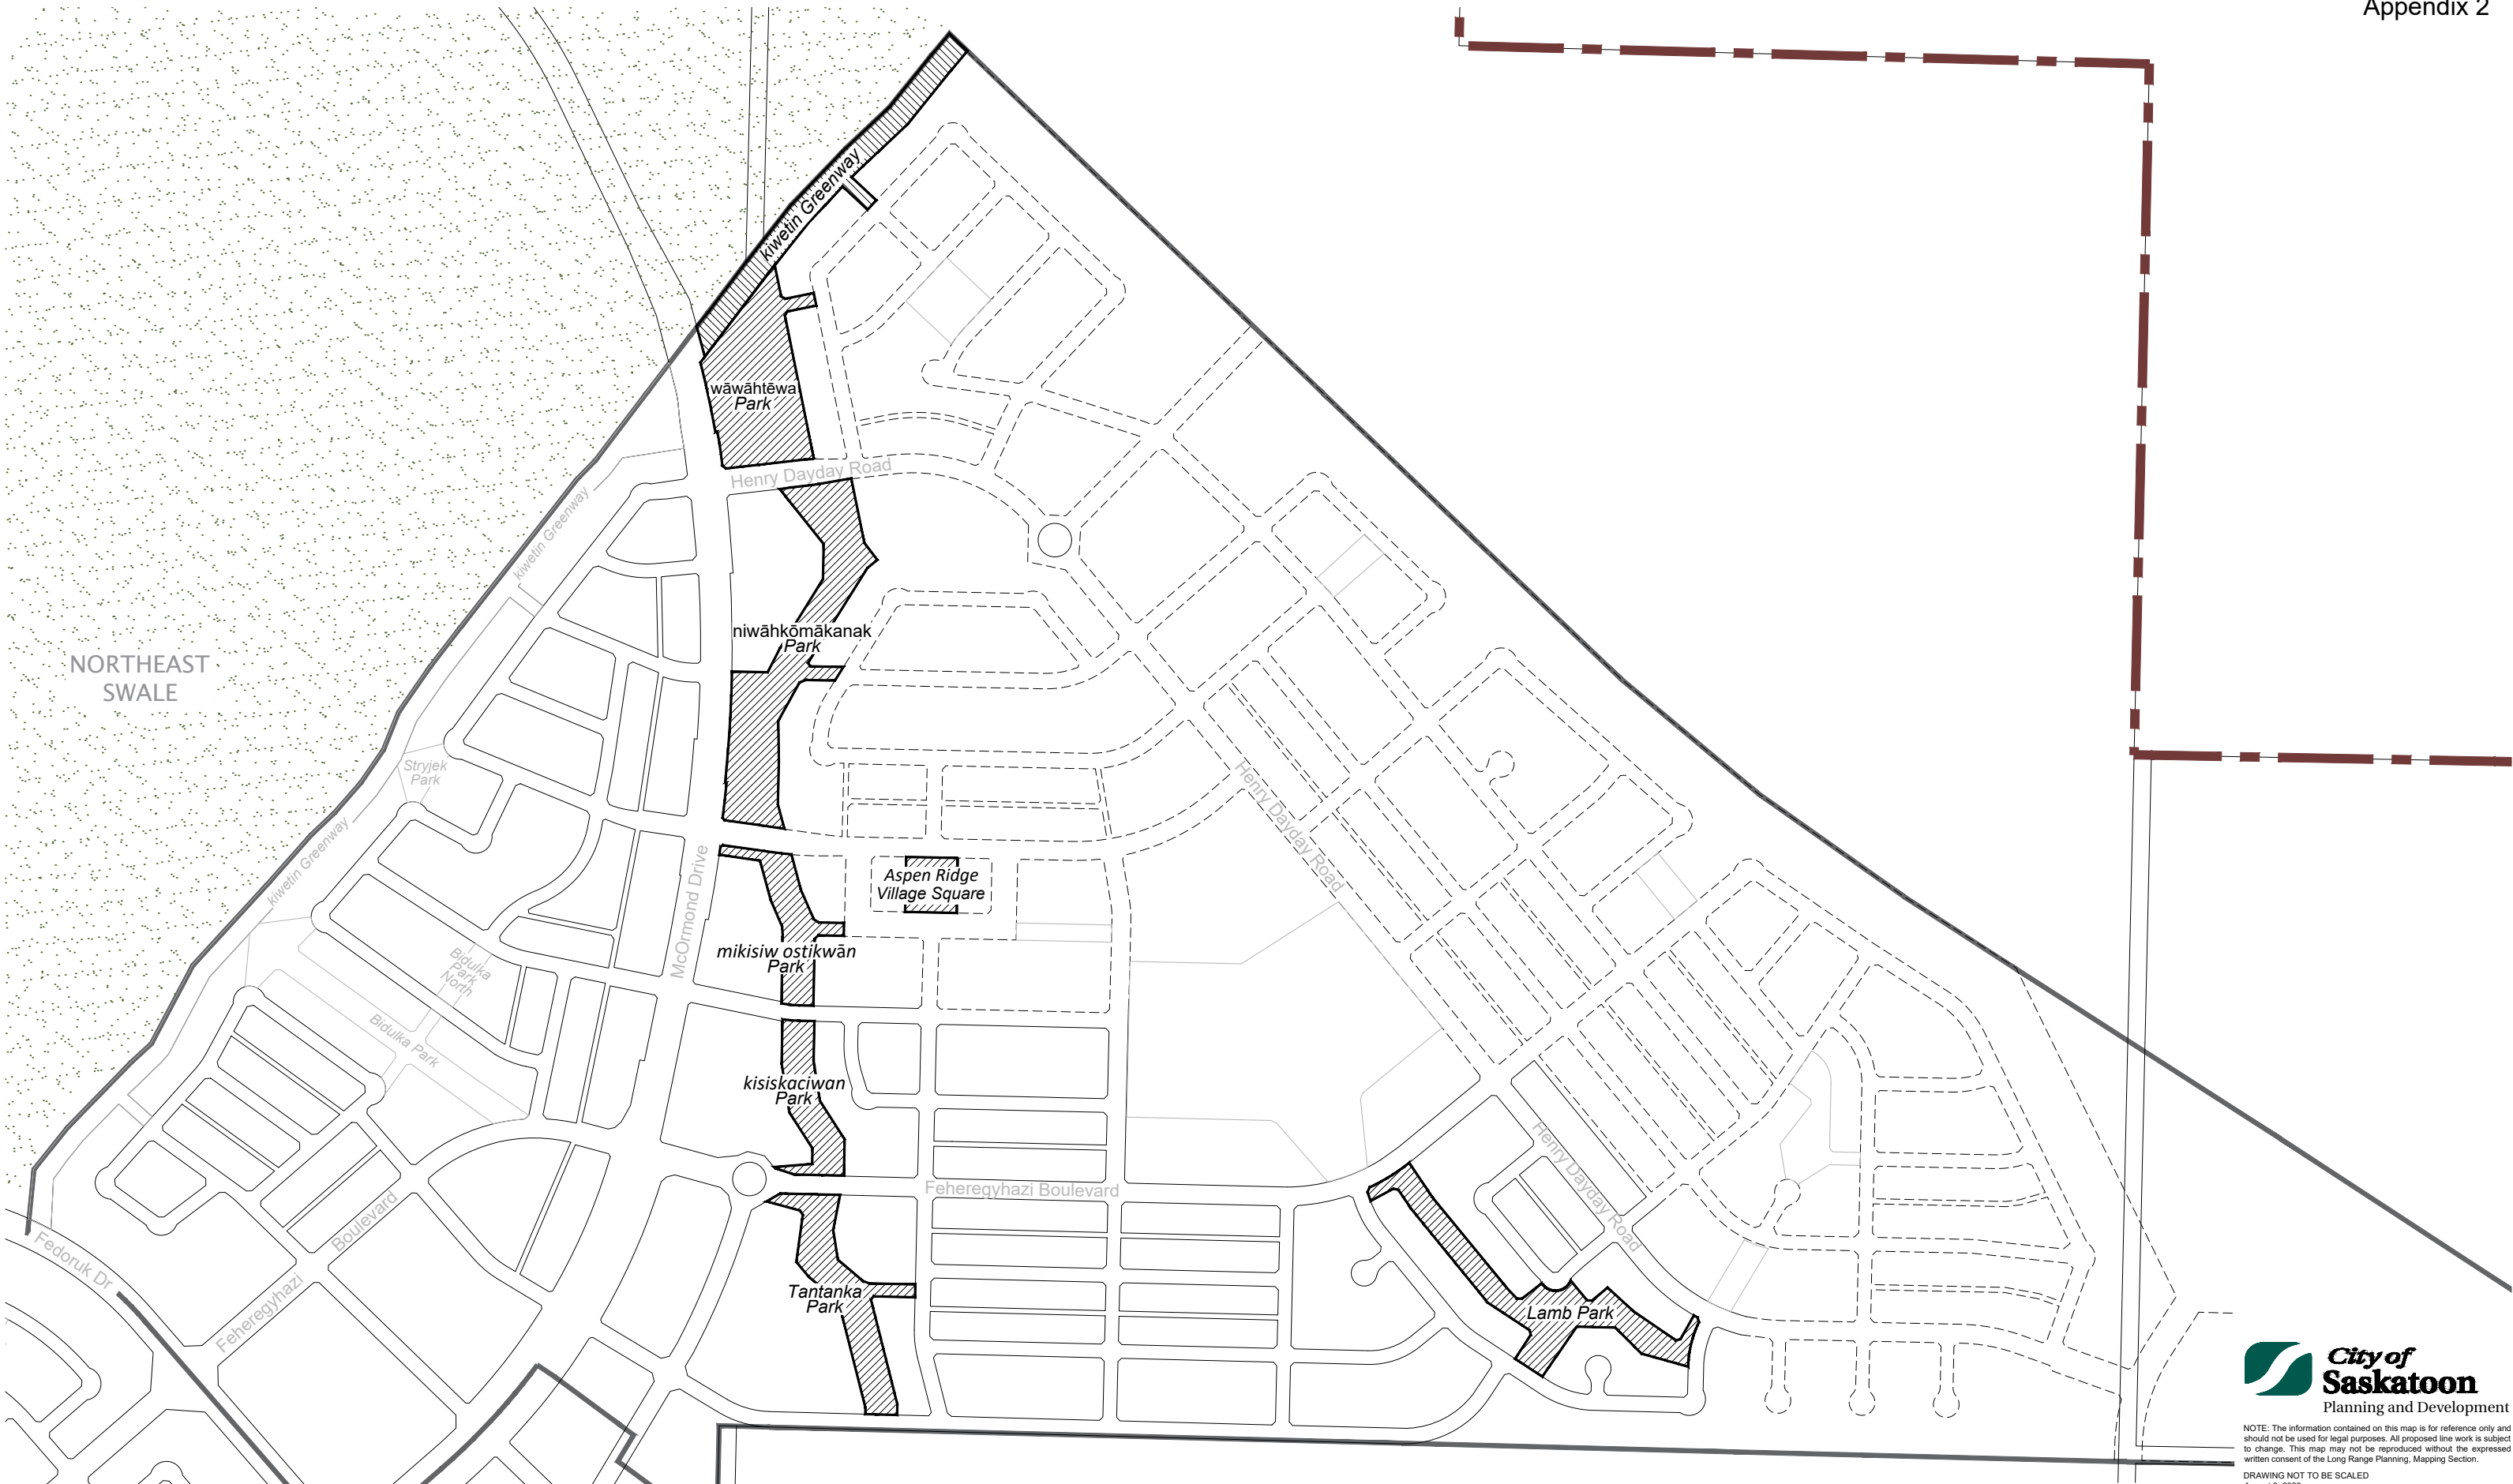 Appendix 2
kiwetin Greenway
wāwāhtēwa
Park
Henry Dayday Road
kiwetin Greenway
niwāhkōmākanak
Park
NORTHEAST
SWALE
Stryjek
Park
Henry Dayday Road
kiwetin Greenway
McOrmond Drive
Aspen Ridge
Village Square
Bidulka
Park
North
mikisiw ostikwān
Park
Bidulka Park
kisiskaciwan
Park
Henry Dayday Road
Feheregyhazi Boulevard
Boulevard
Fedoruk Dr
Feheregyhazi
Tantanka
Park
Lamb Park
City of
Saskatoon
Planning and Development
NOTE: The information contained on this map is for reference only and
should not be used for legal purposes. All proposed line work is subject
to change. This map may not be reproduced without the expressed
written consent of the Long Range Planning, Mapping Section.
DRAWING NOT TO BE SCALED